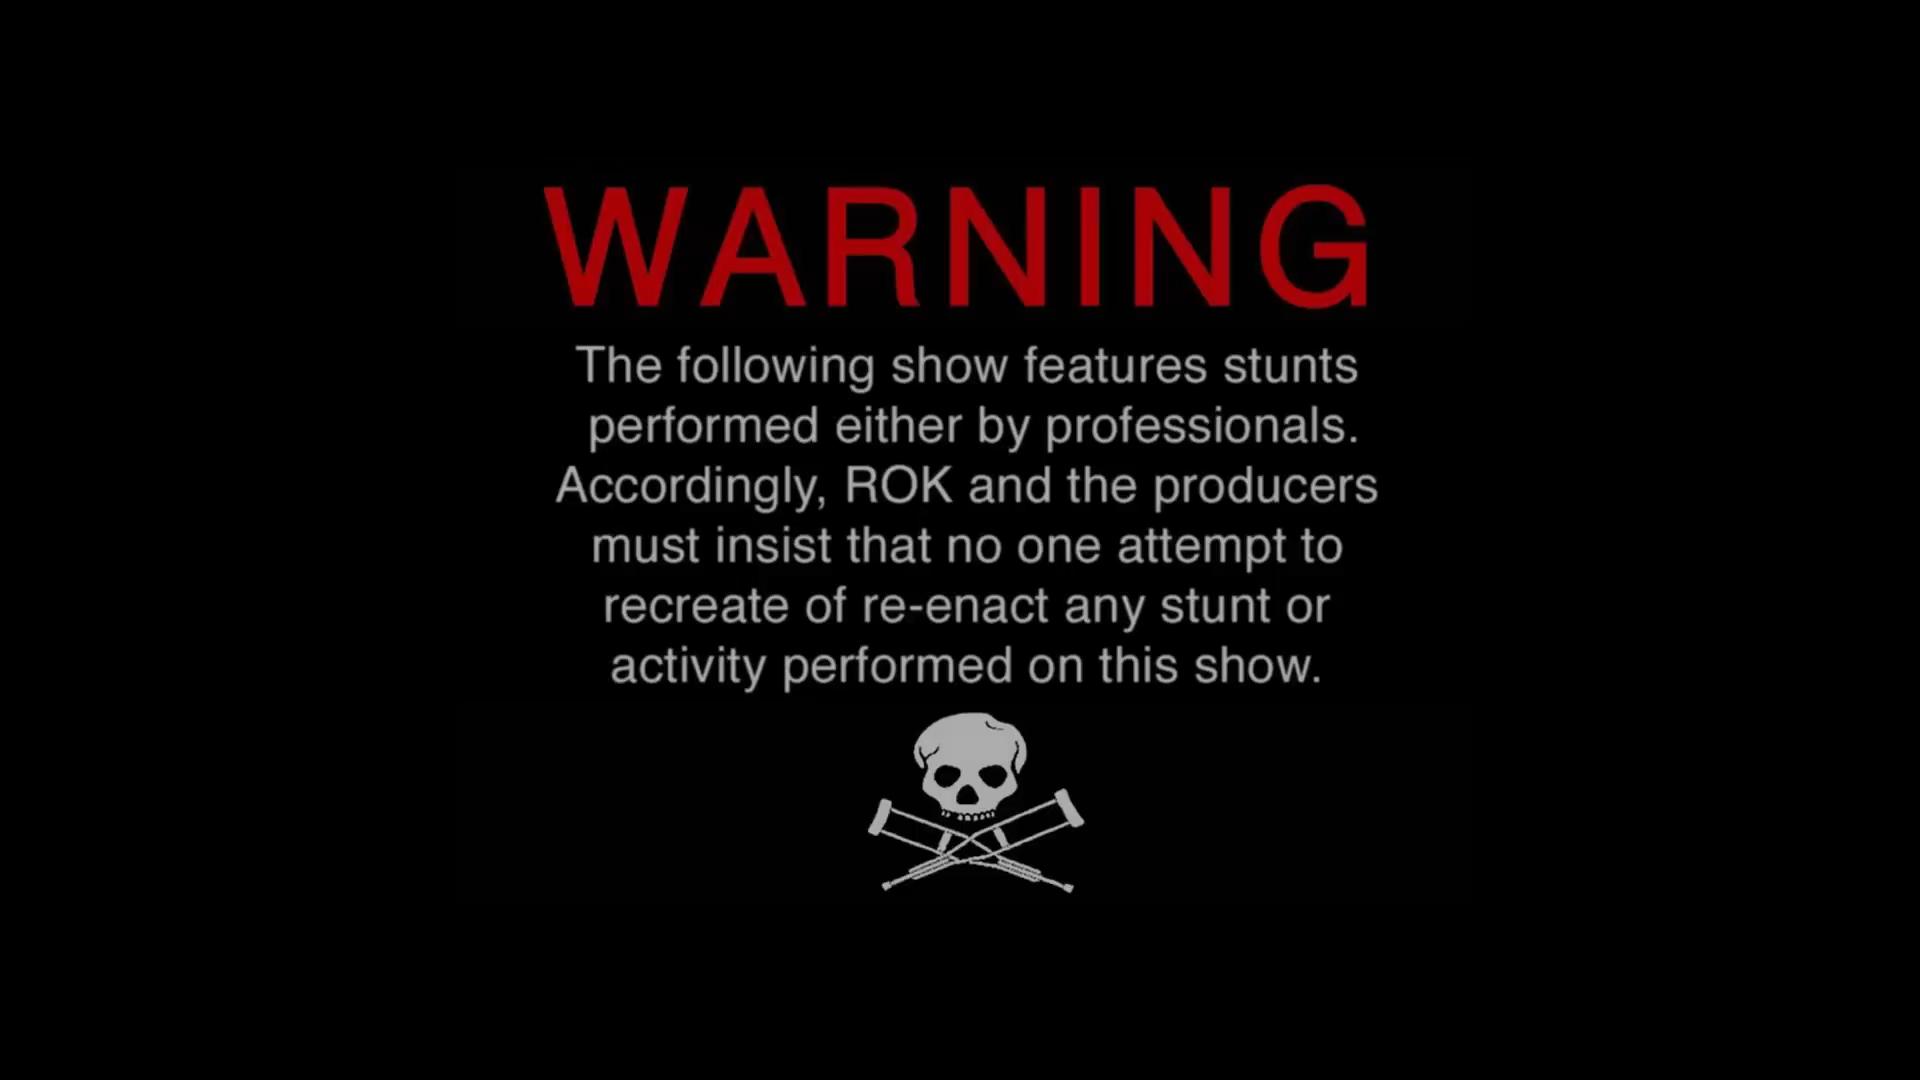 WARNING
The following show features stunts
performed either by professionals.
Accordingly, ROK and the producers
must insist that no one attempt to
recreate of re-enact any stunt or
activity performed on this show.